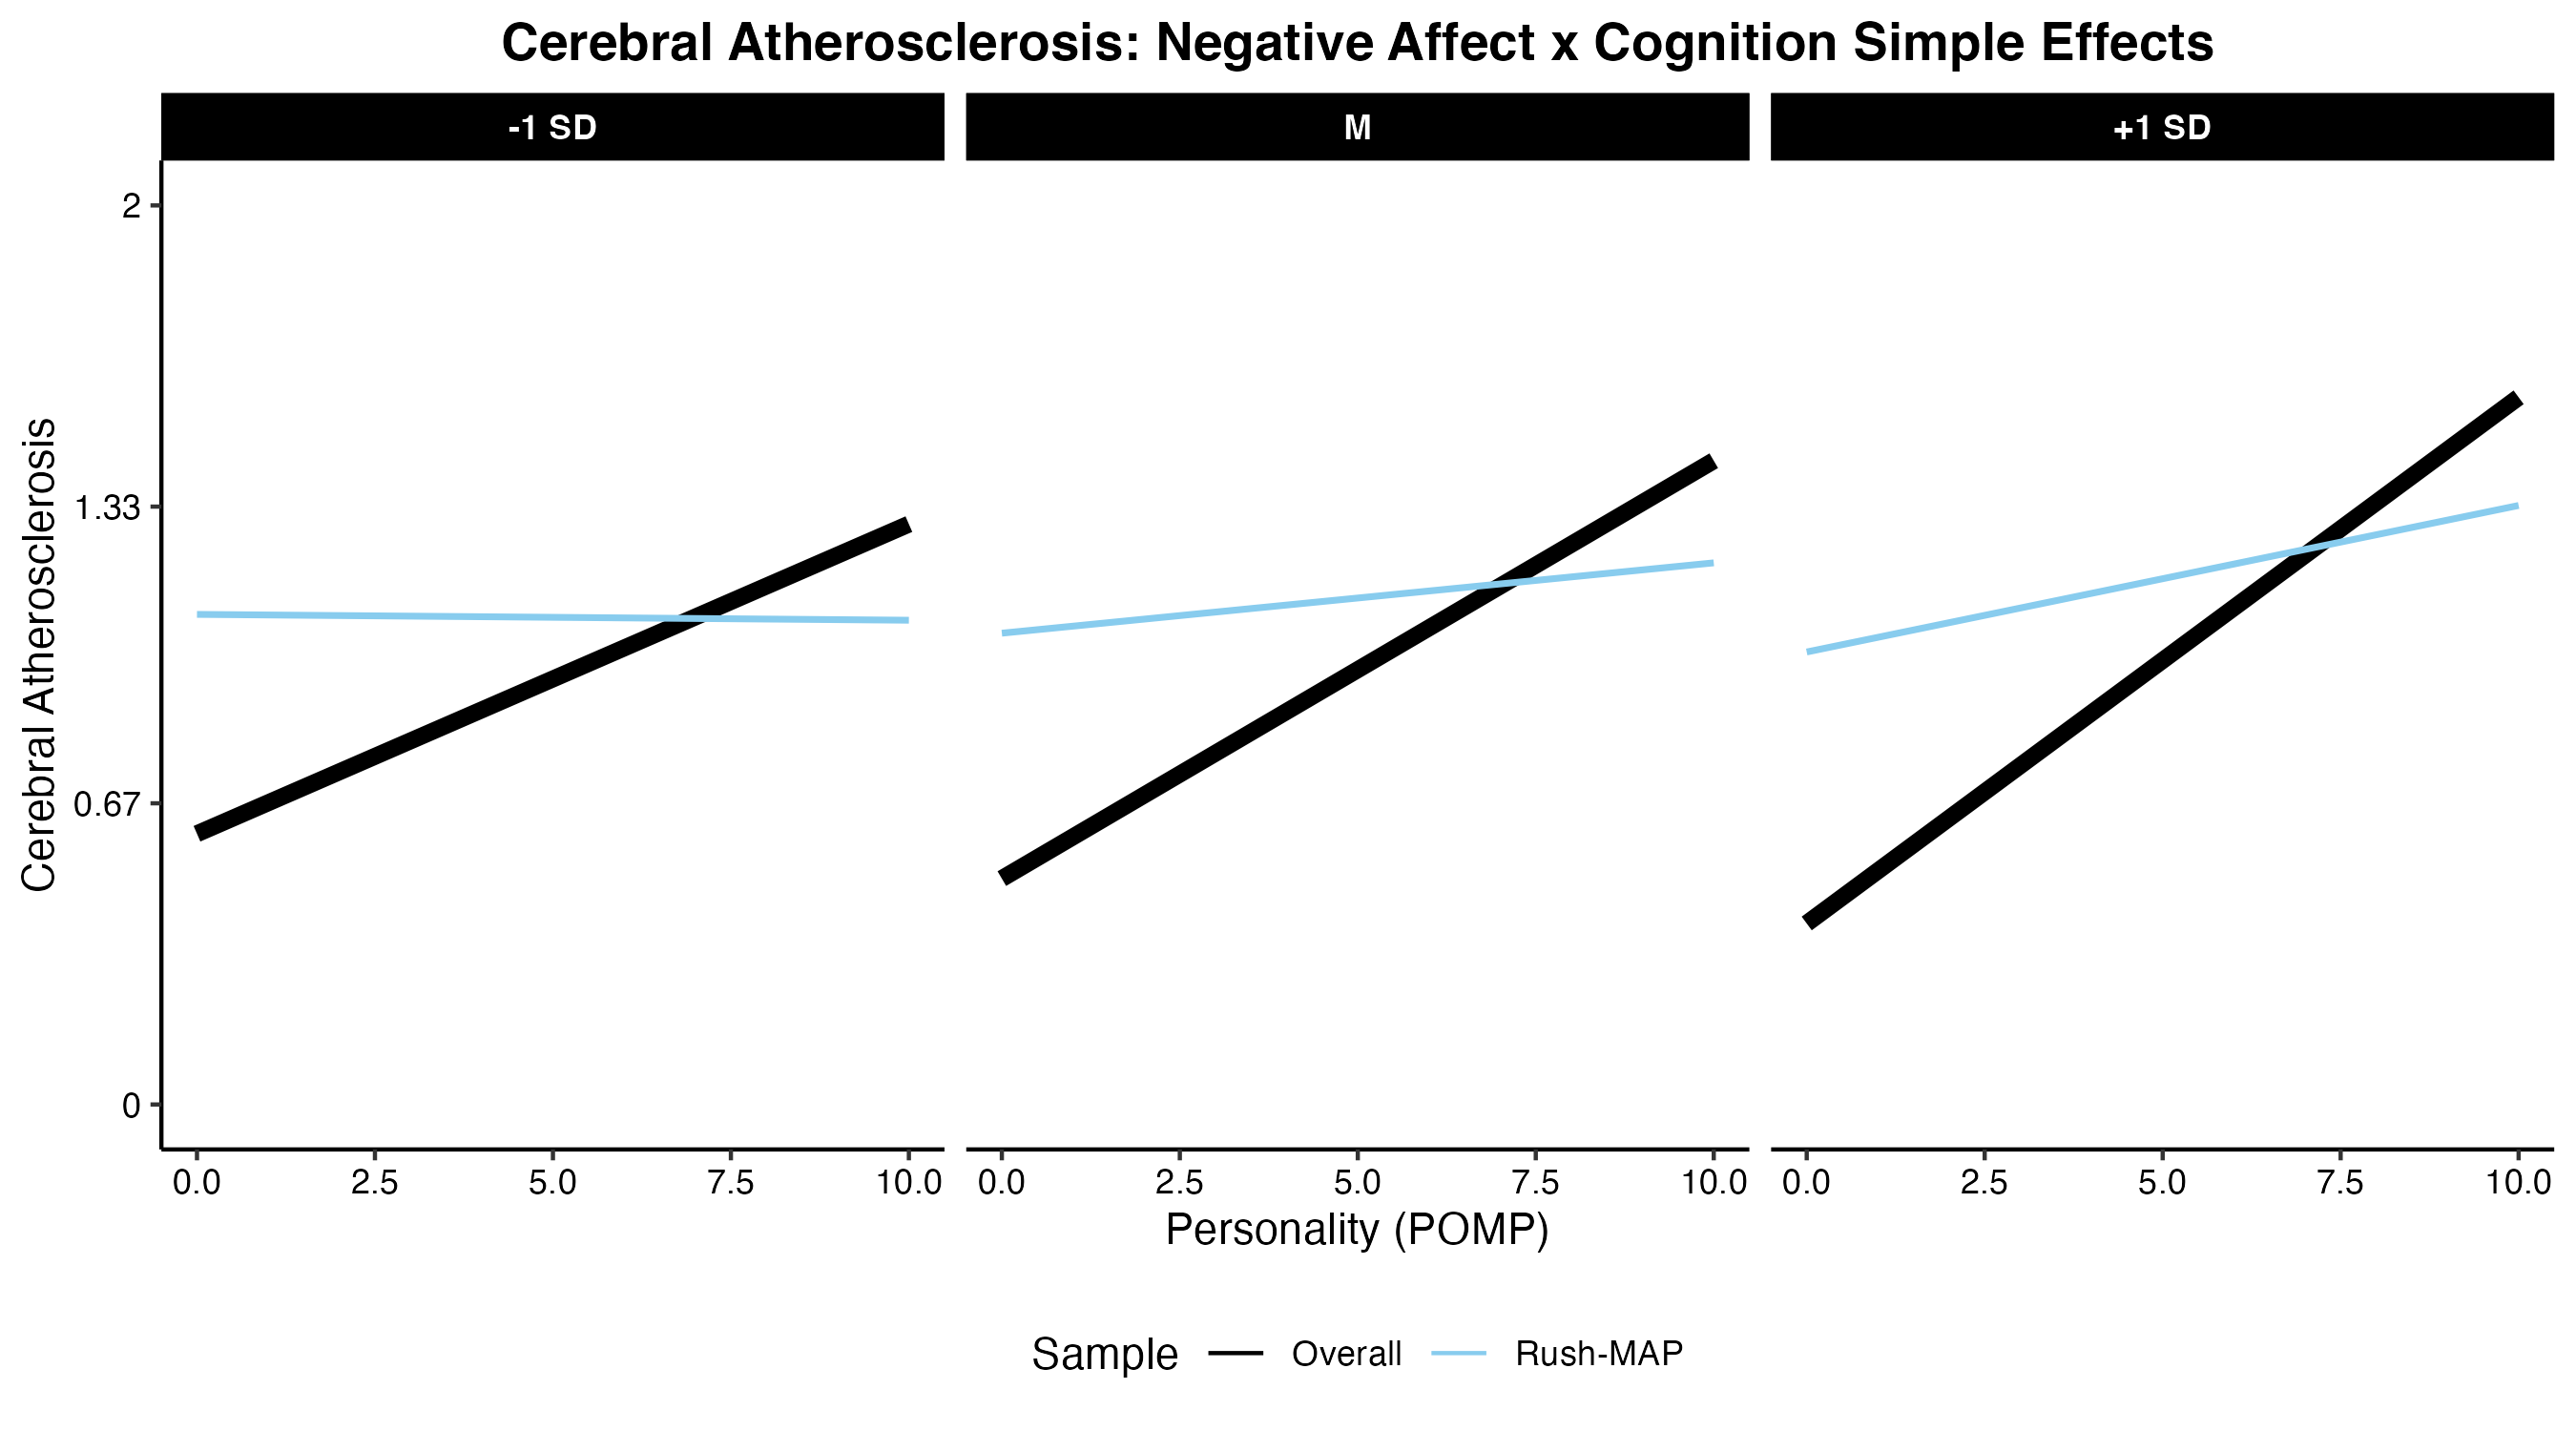 Cerebral Atherosclerosis: Negative Affect x Cognition Simple Effects
-1 SD
M
+1 SD
Cerebral Atherosclerosis
2
1.33
0.67
0
0.0 2.5 5.0 7.5 10.0
0.0 2.5 5.0 7.5 10.0
0.0 2.5 5.0 7.5 10.0
Personality (POMP)
Sample Overall Rush-MAP